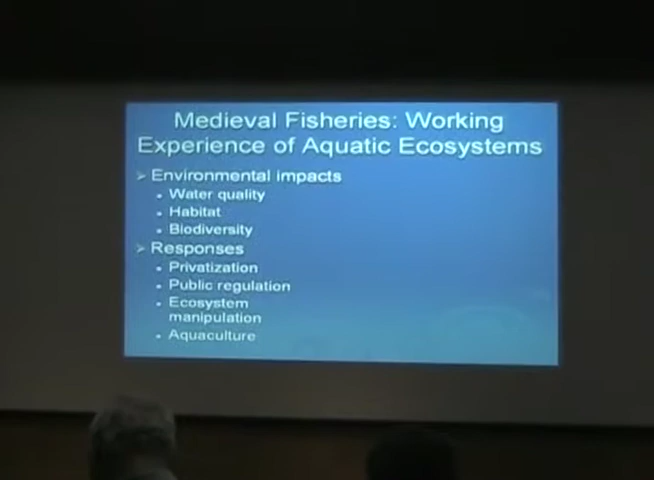 Medieval Fisheries: Working
Experience of Aquatic Ecosystems
➢ Environmental impacts
▪ Water quality
▪ Habitat
▪ Biodiversity
➢ Responses
▪ Privatization
▪ Public regulation
▪ Ecosystem
manipulation
▪ Aquaculture